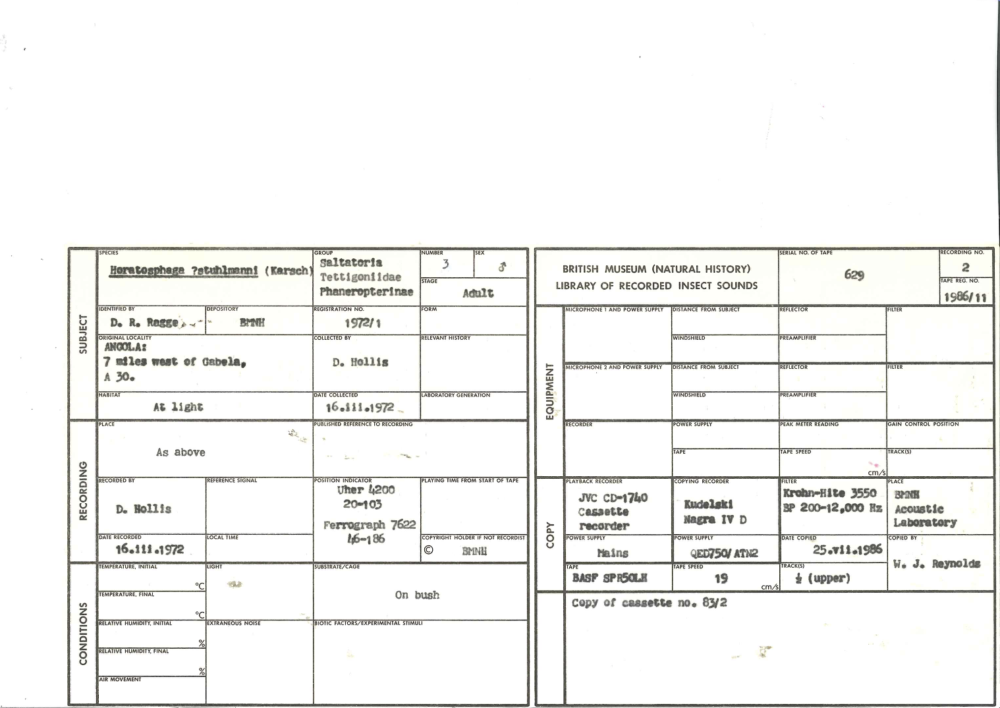 SUBJECT
SPECIES
Horatosphaga ?stuhlmanni (Karsch)
GROUP
Saltatoria
Tettigoniidae
Phaneropterinae
NUMBER
3
SEX
♂
STAGE
Adult
IDENTIFIED BY
D. R. Ragge
DEPOSITORY
BMNH
REGISTRATION NO.
1972/1
FORM
ORIGINAL LOCALITY
ANGOLA:
7 miles west of Gabela,
A 30.
COLLECTED BY
D. Hollis
RELEVANT HISTORY
HABITAT
At light
DATE COLLECTED
16.iii.1972
LABORATORY GENERATION
RECORDING
PLACE
As above
PUBLISHED REFERENCE TO RECORDING
RECORDED BY
D. Hollis
REFERENCE SIGNAL
POSITION INDICATOR
Uher 4200
20-103
Ferrograph 7622
46-186
PLAYING TIME FROM START OF TAPE
DATE RECORDED
16.iii.1972
LOCAL TIME
COPYRIGHT HOLDER IF NOT RECORDIST
© BMNH
CONDITIONS
TEMPERATURE, INITIAL
°C
TEMPERATURE, FINAL
°C
RELATIVE HUMIDITY, INITIAL
%
RELATIVE HUMIDITY, FINAL
%
AIR MOVEMENT
LIGHT
EXTRANEOUS NOISE
SUBSTRATE/CAGE
On bush
BIOTIC FACTORS/EXPERIMENTAL STIMULI
BRITISH MUSEUM (NATURAL HISTORY)
LIBRARY OF RECORDED INSECT SOUNDS
SERIAL NO. OF TAPE
629
RECORDING NO.
2
TAPE REG. NO.
1986/11
EQUIPMENT
MICROPHONE 1 AND POWER SUPPLY
DISTANCE FROM SUBJECT
REFLECTOR
FILTER
WINDSHIELD
PREAMPLIFIER
MICROPHONE 2 AND POWER SUPPLY
DISTANCE FROM SUBJECT
REFLECTOR
FILTER
WINDSHIELD
PREAMPLIFIER
RECORDER
POWER SUPPLY
PEAK METER READING
GAIN CONTROL POSITION
TAPE
TAPE SPEED
cm/s
TRACK(S)
COPY
PLAYBACK RECORDER
JVC CD-1740
Cassette
recorder
COPYING RECORDER
Kudelski
Nagra IV D
FILTER
Krohn-Hite 3550
BP 200-12,000 Hz
PLACE
BMNH
Acoustic
Laboratory
POWER SUPPLY
Mains
POWER SUPPLY
QED750/ATN2
DATE COPIED
25.vii.1986
COPIED BY
W. J. Reynolds
TAPE
BASF SPR50LH
TAPE SPEED
19
cm/s
TRACK(S)
½ (upper)
Copy of cassette no. 83/2